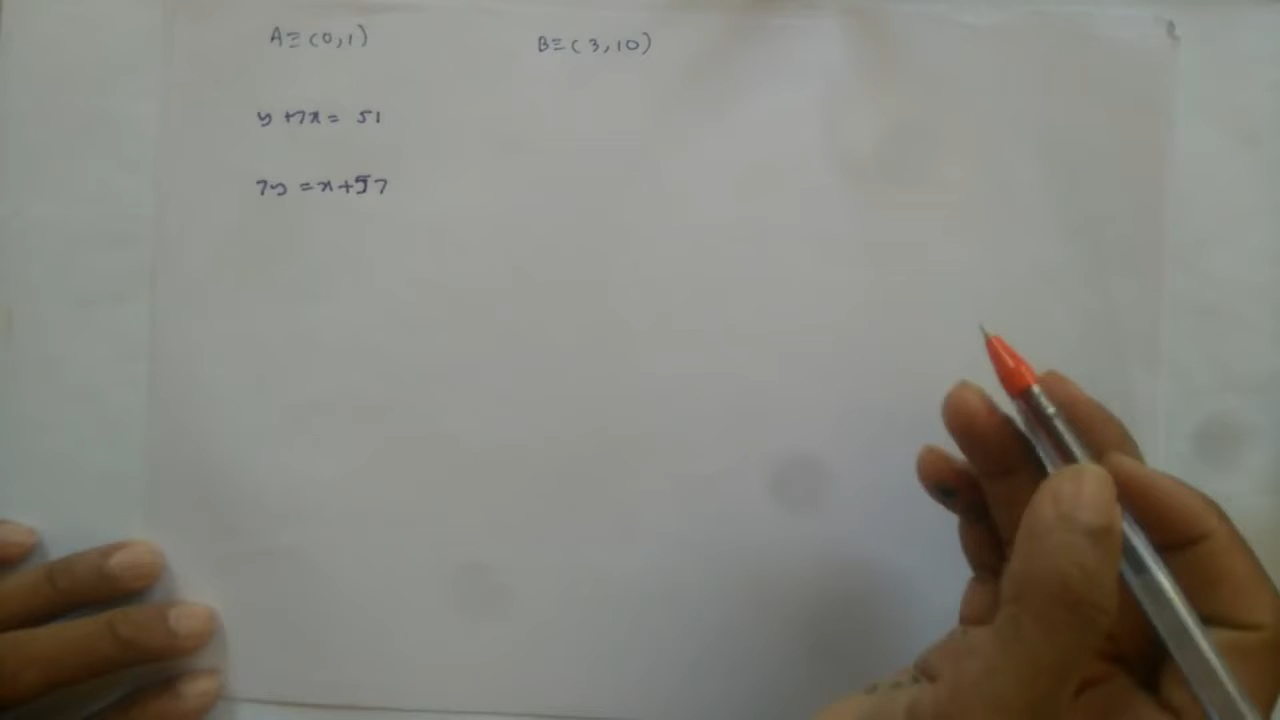 A≡(0,1)
B≡(3,10)
y+7x = 51
7y = x+57